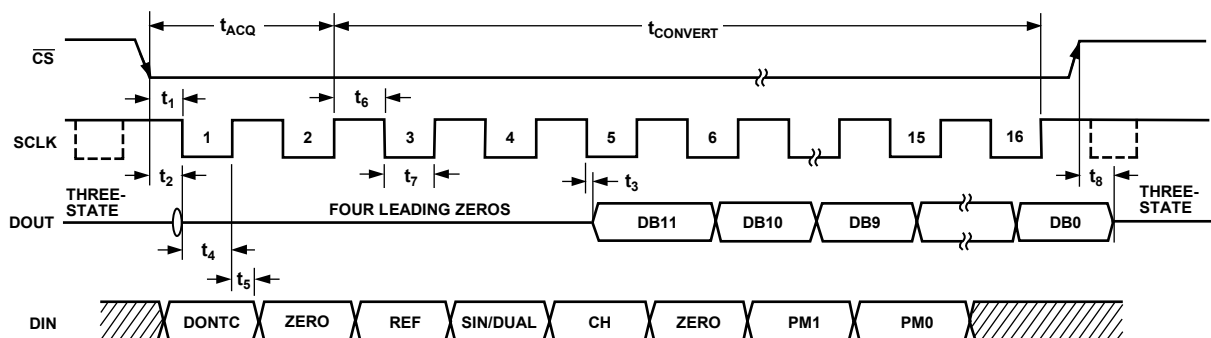 tACQ tCONVERT
CS
t1 t6
SCLK 1 2 3 4 5 6 15 16
t2 t7 t3 t8
THREE-STATE THREE-STATE
DOUT FOUR LEADING ZEROS DB11 DB10 DB9 DB0
t4
t5
DIN DONTC ZERO REF SIN/DUAL CH ZERO PM1 PM0